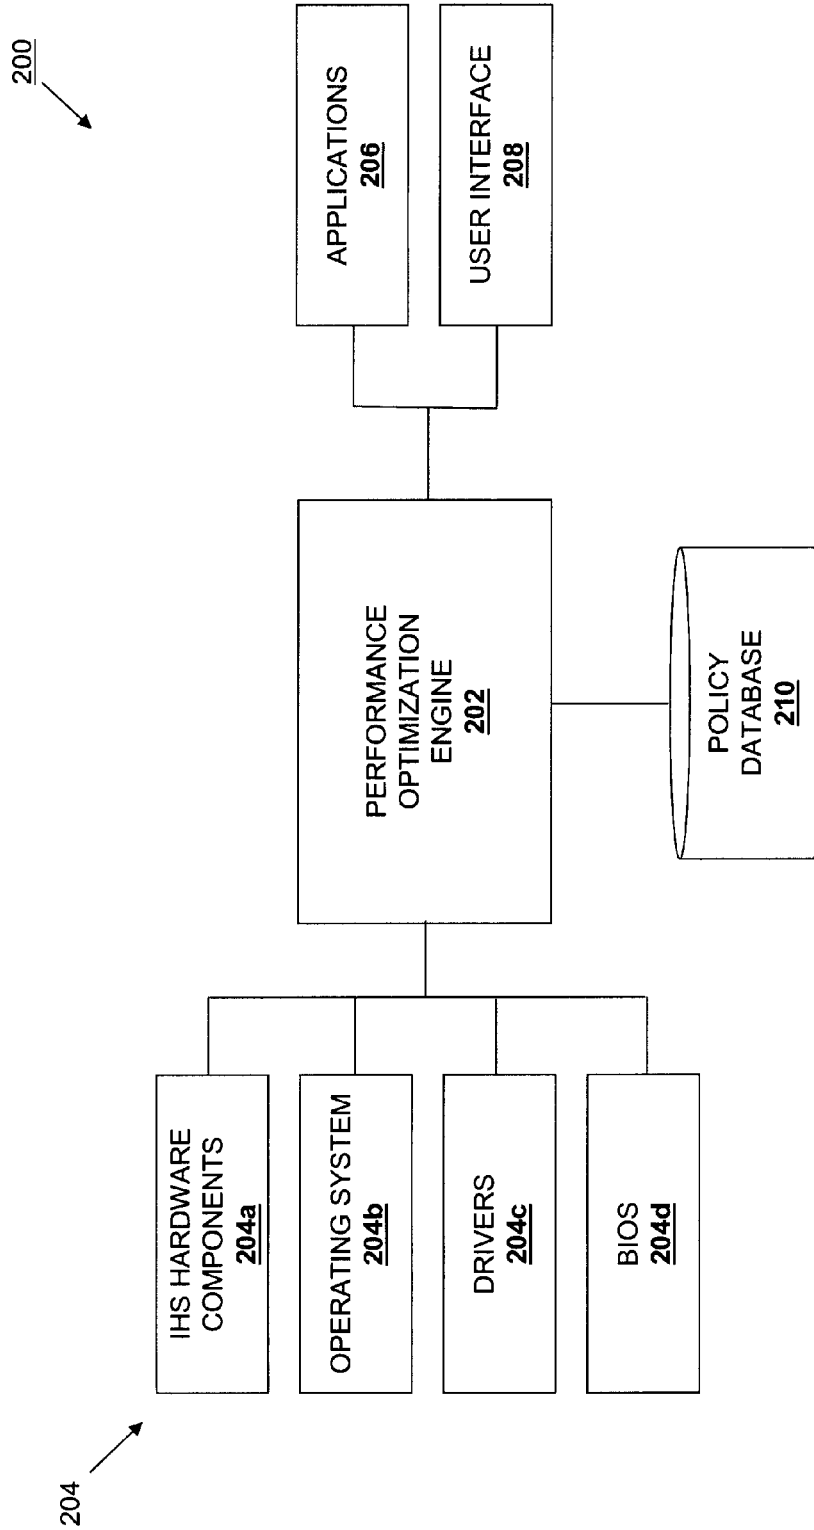 200
204
IHS HARDWARE
COMPONENTS
204a
OPERATING SYSTEM
204b
DRIVERS
204c
BIOS
204d
PERFORMANCE
OPTIMIZATION
ENGINE
202
POLICY
DATABASE
210
APPLICATIONS
206
USER INTERFACE
208